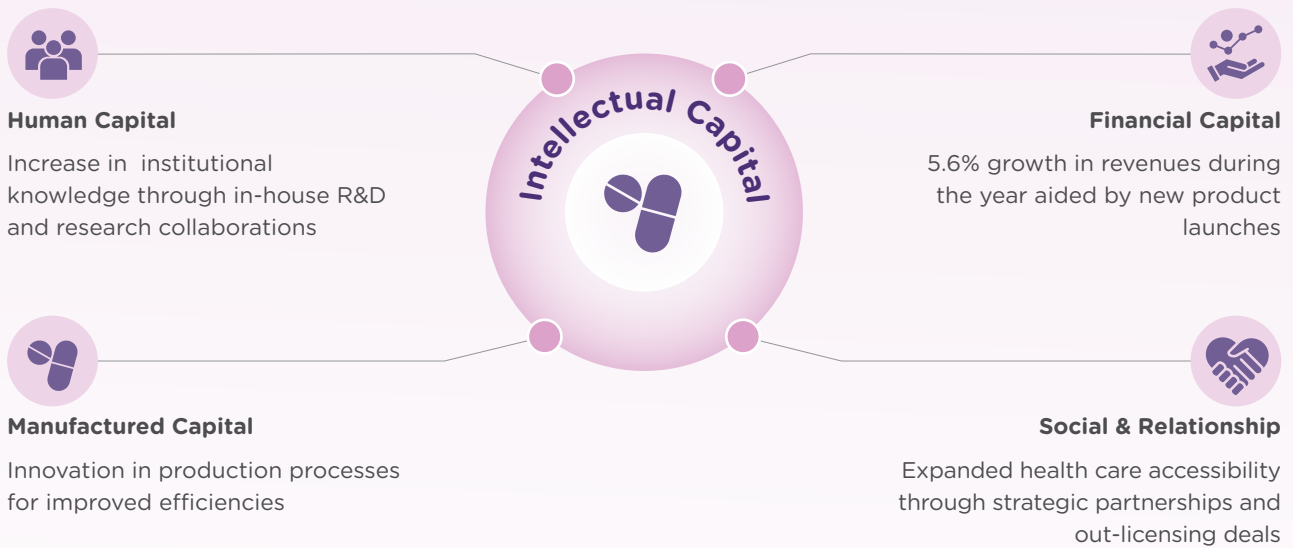 Intellectual Capital
Human Capital
Increase in institutional
knowledge through in-house R&D
and research collaborations
Financial Capital
5.6% growth in revenues during
the year aided by new product
launches
Manufactured Capital
Innovation in production processes
for improved efficiencies
Social & Relationship
Expanded health care accessibility
through strategic partnerships and
out-licensing deals